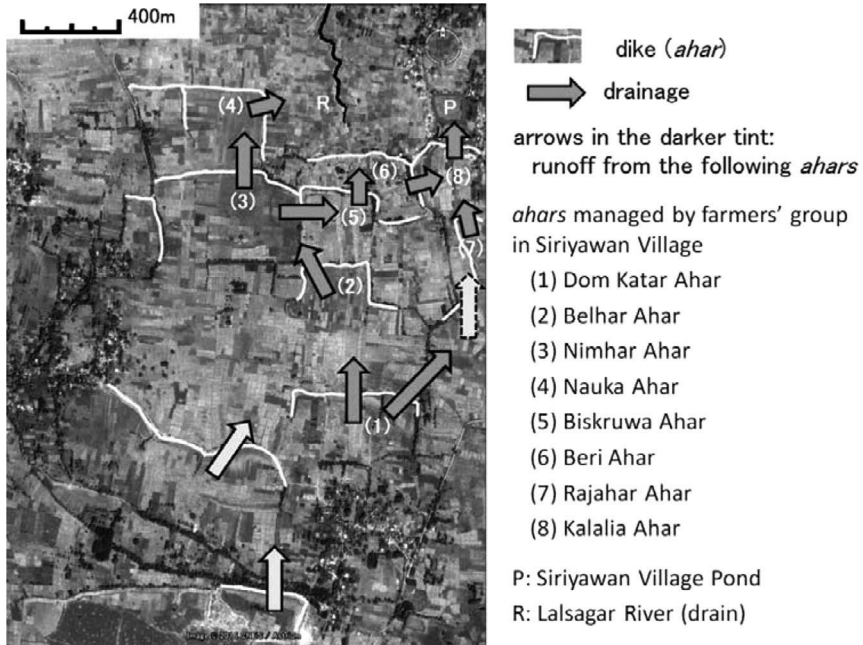 400m
(4)
R
P
(6)
(8)
(3)
(5)
(7)
(2)
(1)
dike (ahar)
drainage
arrows in the darker tint:
runoff from the following ahars
ahars managed by farmers' group
in Siriyawan Village
(1) Dom Katar Ahar
(2) Belhar Ahar
(3) Nimhar Ahar
(4) Nauka Ahar
(5) Biskruwa Ahar
(6) Beri Ahar
(7) Rajahar Ahar
(8) Kalalia Ahar
P: Siriyawan Village Pond
R: Lalsagar River (drain)